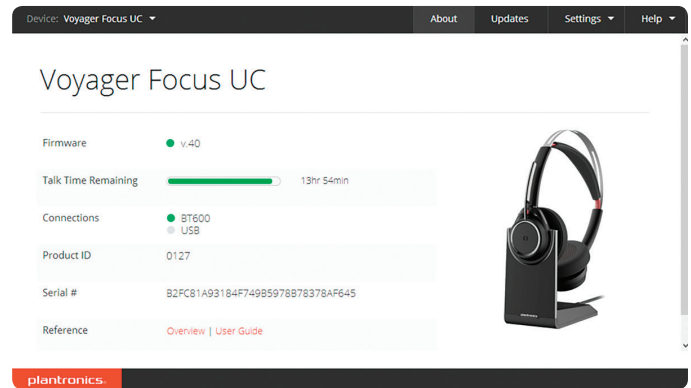 Device: Voyager Focus UC
About
Updates
Settings
Help
Voyager Focus UC
Firmware
v.40
Talk Time Remaining
13hr 54min
Connections
BT600
USB
Product ID
0127
Serial #
B2FC81A93184F749B5978B78378AF645
Reference
Overview | User Guide
plantronics.